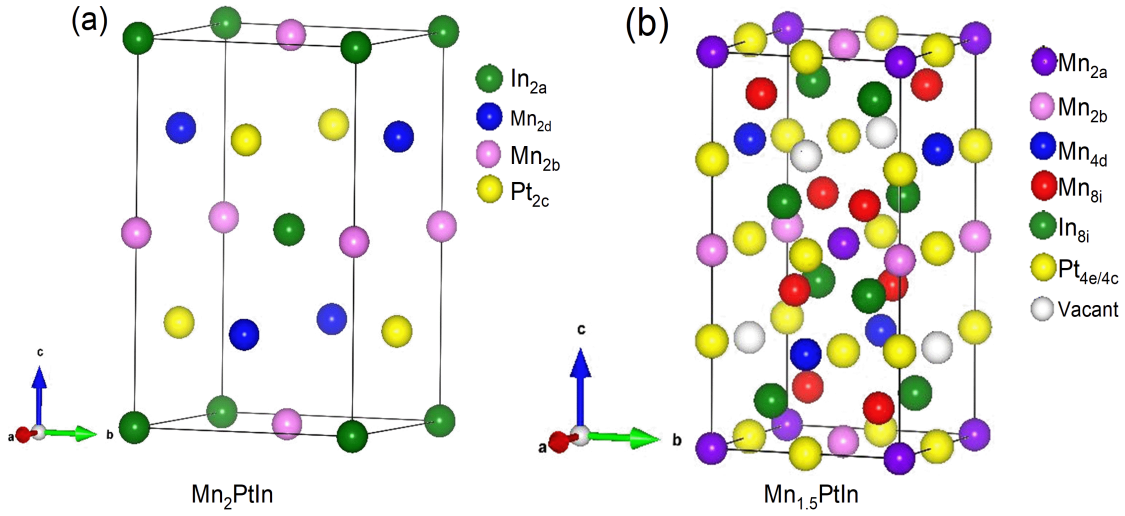 (a)
In2a
Mn2d
Mn2b
Pt2c
c
a
b
Mn2PtIn
(b)
Mn2a
Mn2b
Mn4d
Mn8i
In8i
Pt4e/4c
Vacant
c
a
b
Mn1.5PtIn